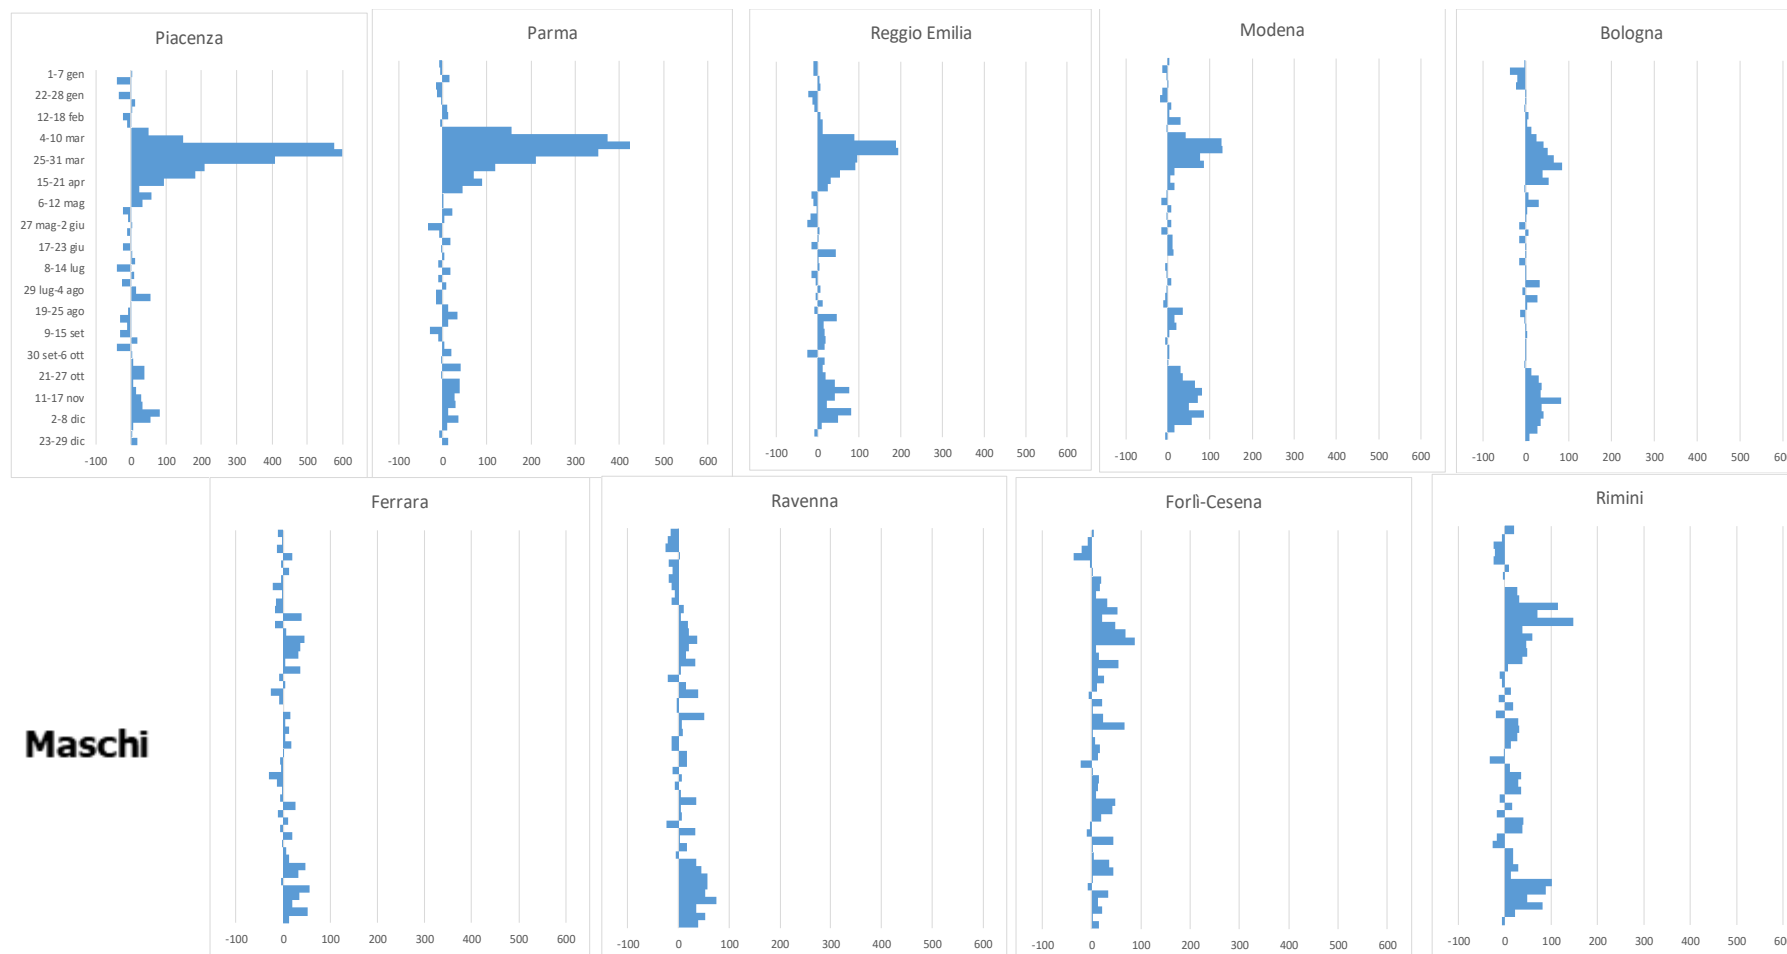 Piacenza
1-7 gen
22-28 gen
12-18 feb
4-10 mar
25-31 mar
15-21 apr
6-12 mag
27 mag-2 giu
17-23 giu
8-14 lug
29 lug-4 ago
19-25 ago
9-15 set
30 set-6 ott
21-27 ott
11-17 nov
2-8 dic
23-29 dic
-100 0 100 200 300 400 500 600
Parma
-100 0 100 200 300 400 500 600
Reggio Emilia
-100 0 100 200 300 400 500 600
Modena
-100 0 100 200 300 400 500 600
Bologna
-100 0 100 200 300 400 500 600
Maschi
Ferrara
-100 0 100 200 300 400 500 600
Ravenna
-100 0 100 200 300 400 500 600
Forlì-Cesena
-100 0 100 200 300 400 500 600
Rimini
-100 0 100 200 300 400 500 600